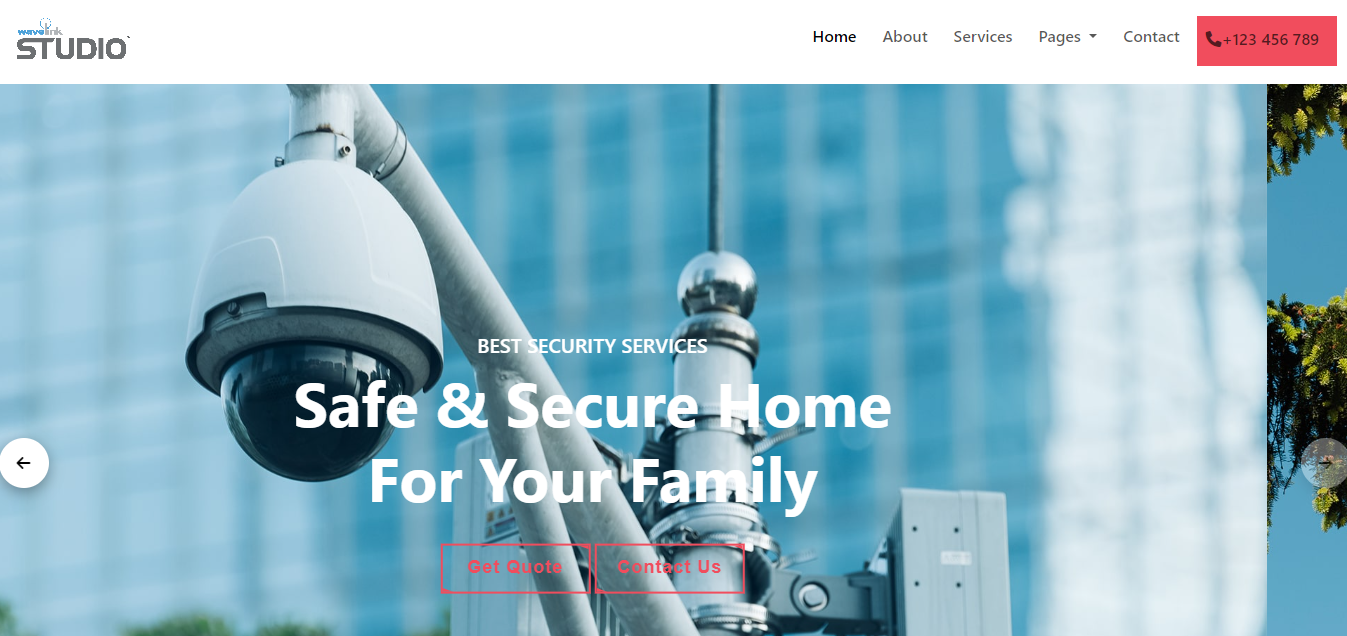 wavelink
STUDIO
Home
About
Services
Pages
Contact
+123 456 789
BEST SECURITY SERVICES
Safe & Secure Home
For Your Family
Get Quote
Contact Us